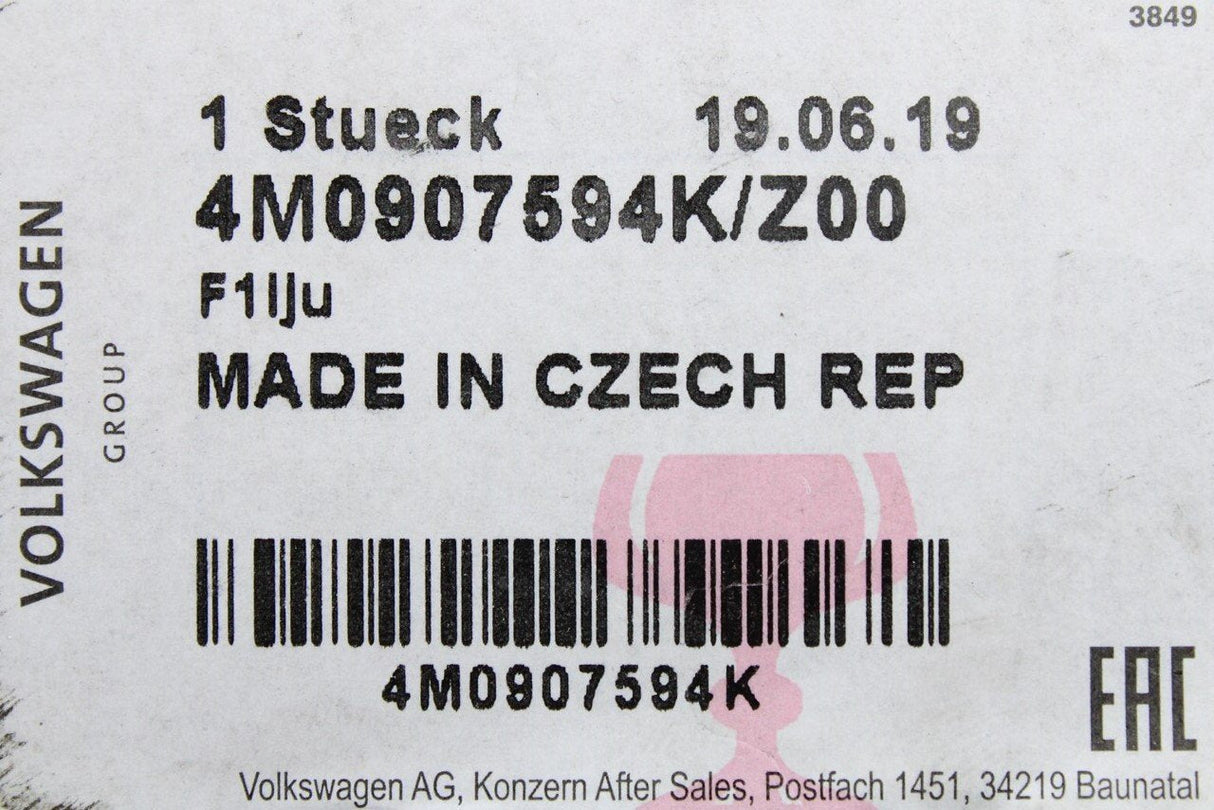 3849
1 Stueck 19.06.19
4M0907594K/Z00
F1IJu
MADE IN CZECH REP
VOLKSWAGEN
GROUP
4M0907594K
EAC
Volkswagen AG, Konzern After Sales, Postfach 1451, 34219 Baunatal